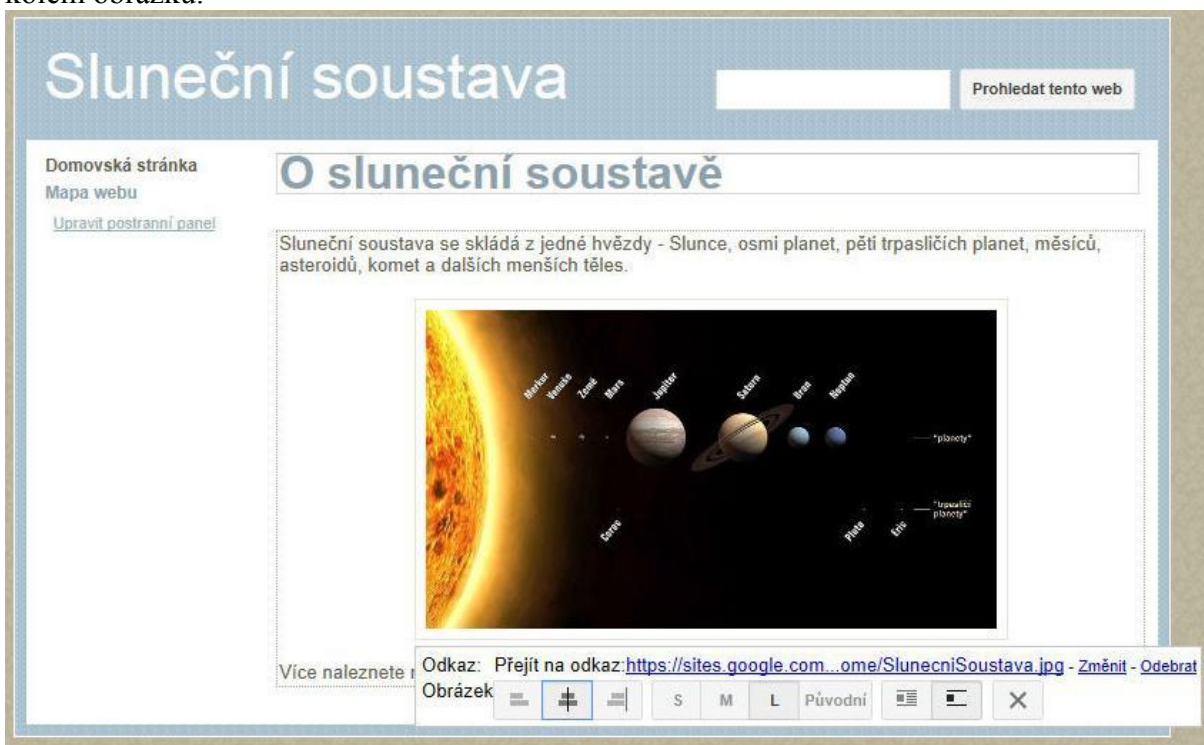 Sluneční soustava
Prohledat tento web
Domovská stránka
Mapa webu
Upravit postranní panel
O sluneční soustavě
Sluneční soustava se skládá z jedné hvězdy - Slunce, osmi planet, pěti trpasličích planet, měsíců,
asteroidů, komet a dalších menších těles.
Merkur Venuše Země Mars Jupiter Saturn Uran Neptun
"planety"
"trpasličí
planety"
Ceres Pluto Eris
Více naleznete
Odkaz: Přejít na odkaz:https://sites.google.com...ome/SlunecniSoustava.jpg - Změnit - Odebrat
Obrázek
S M L Původní